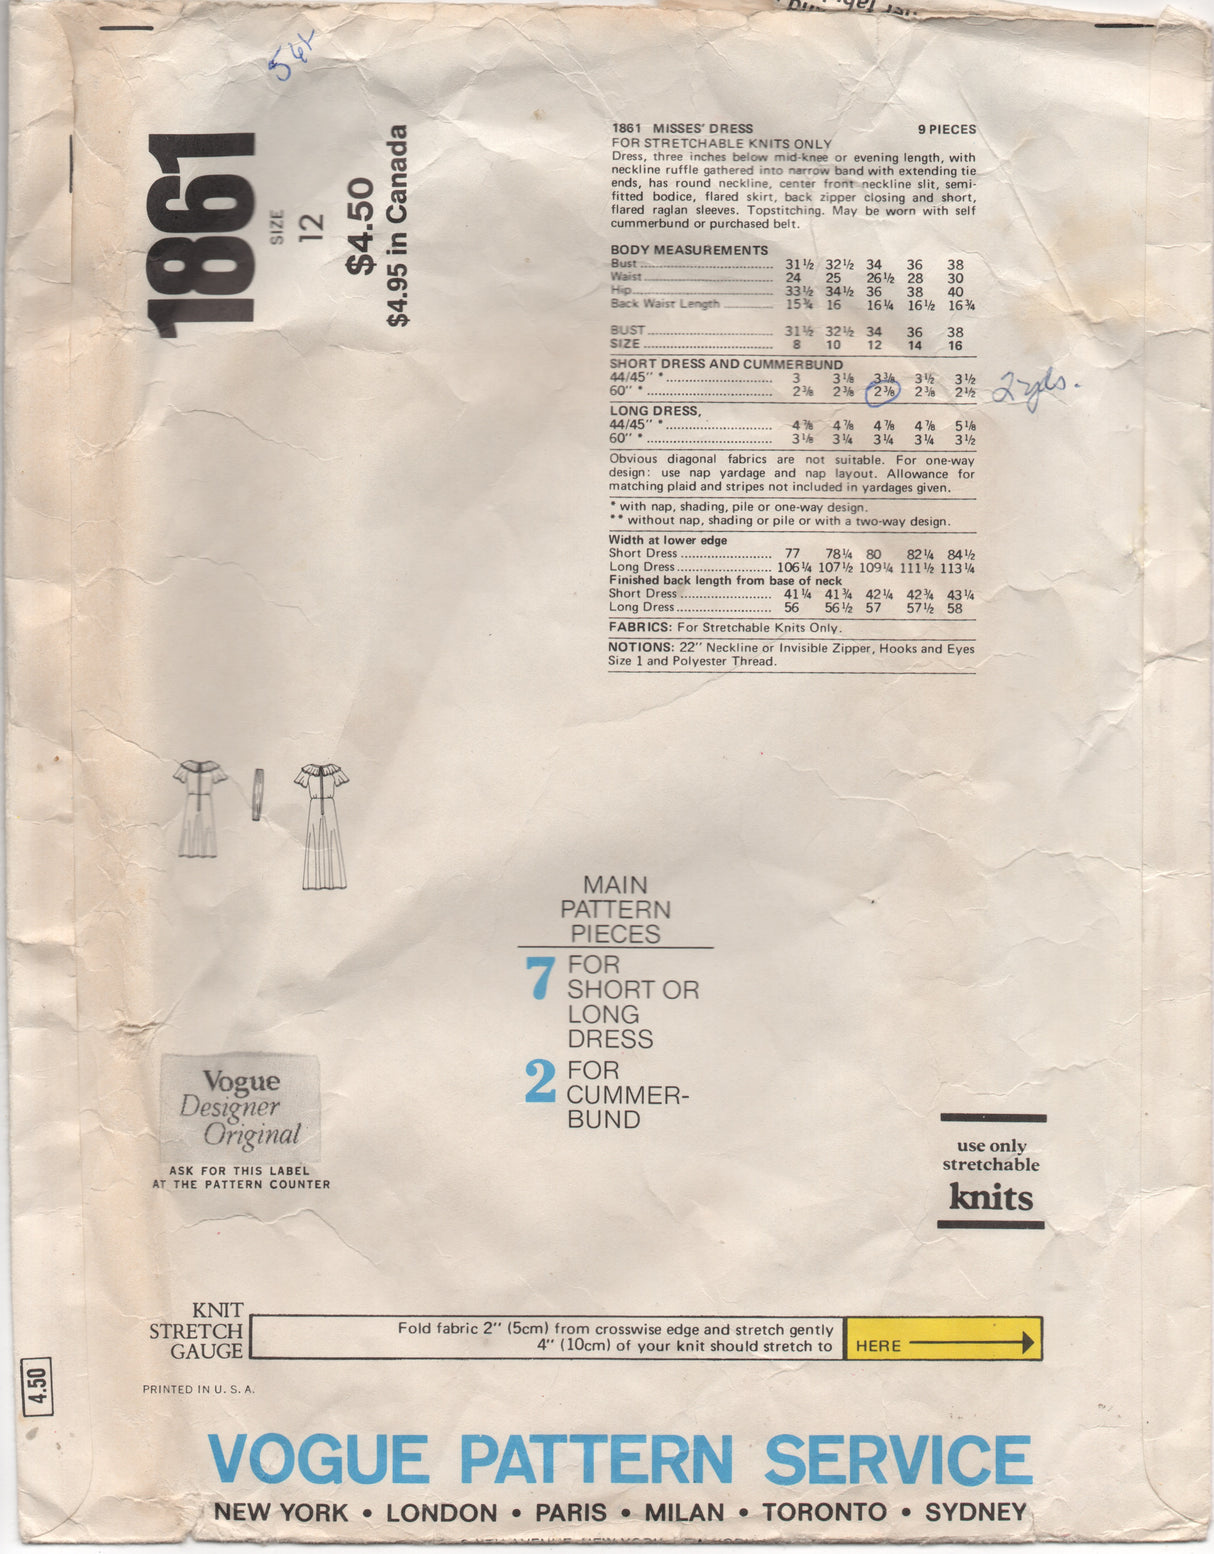 1861
SIZE
12
$4.50
$4.95 in Canada
1861 MISSES' DRESS 9 PIECES
FOR STRETCHABLE KNITS ONLY
Dress, three inches below mid-knee or evening length, with
neckline ruffle gathered into narrow band with extending tie
ends, has round neckline, center front neckline slit, semi-
fitted bodice, flared skirt, back zipper closing and short,
flared raglan sleeves. Topstitching. May be worn with self
cummerbund or purchased belt.
BODY MEASUREMENTS
Bust 31½ 32½ 34 36 38
Waist 24 25 26½ 28 30
Hip 33½ 34½ 36 38 40
Back Waist Length 15¾ 16 16¼ 16½ 16¾
BUST 31½ 32½ 34 36 38
SIZE 8 10 12 14 16
SHORT DRESS AND CUMMERBUND
44/45" * 3 3⅛ 3⅜ 3½ 3½
60" * 2⅜ 2⅜ 2⅜ 2⅜ 2½ 2 yds.
LONG DRESS,
44/45" * 4⅞ 4⅞ 4⅞ 4⅞ 5⅛
60" * 3⅛ 3¼ 3¼ 3¼ 3½
Obvious diagonal fabrics are not suitable. For one-way
design: use nap yardage and nap layout. Allowance for
matching plaid and stripes not included in yardages given.
* with nap, shading, pile or one-way design.
** without nap, shading or pile or with a two-way design.
Width at lower edge
Short Dress 77 78¼ 80 82¼ 84½
Long Dress 106¼ 107½ 109¼ 111½ 113¼
Finished back length from base of neck
Short Dress 41¼ 41¾ 42¼ 42¾ 43¼
Long Dress 56 56½ 57 57½ 58
FABRICS: For Stretchable Knits Only.
NOTIONS: 22" Neckline or Invisible Zipper, Hooks and Eyes
Size 1 and Polyester Thread.
MAIN
PATTERN
PIECES
7 FOR
SHORT OR
LONG
DRESS
2 FOR
CUMMER-
BUND
Vogue
Designer
Original
ASK FOR THIS LABEL
AT THE PATTERN COUNTER
use only
stretchable
knits
KNIT
STRETCH
GAUGE
Fold fabric 2" (5cm) from crosswise edge and stretch gently
4" (10cm) of your knit should stretch to
HERE
4.50
PRINTED IN U.S.A.
VOGUE PATTERN SERVICE
NEW YORK • LONDON • PARIS • MILAN • TORONTO • SYDNEY